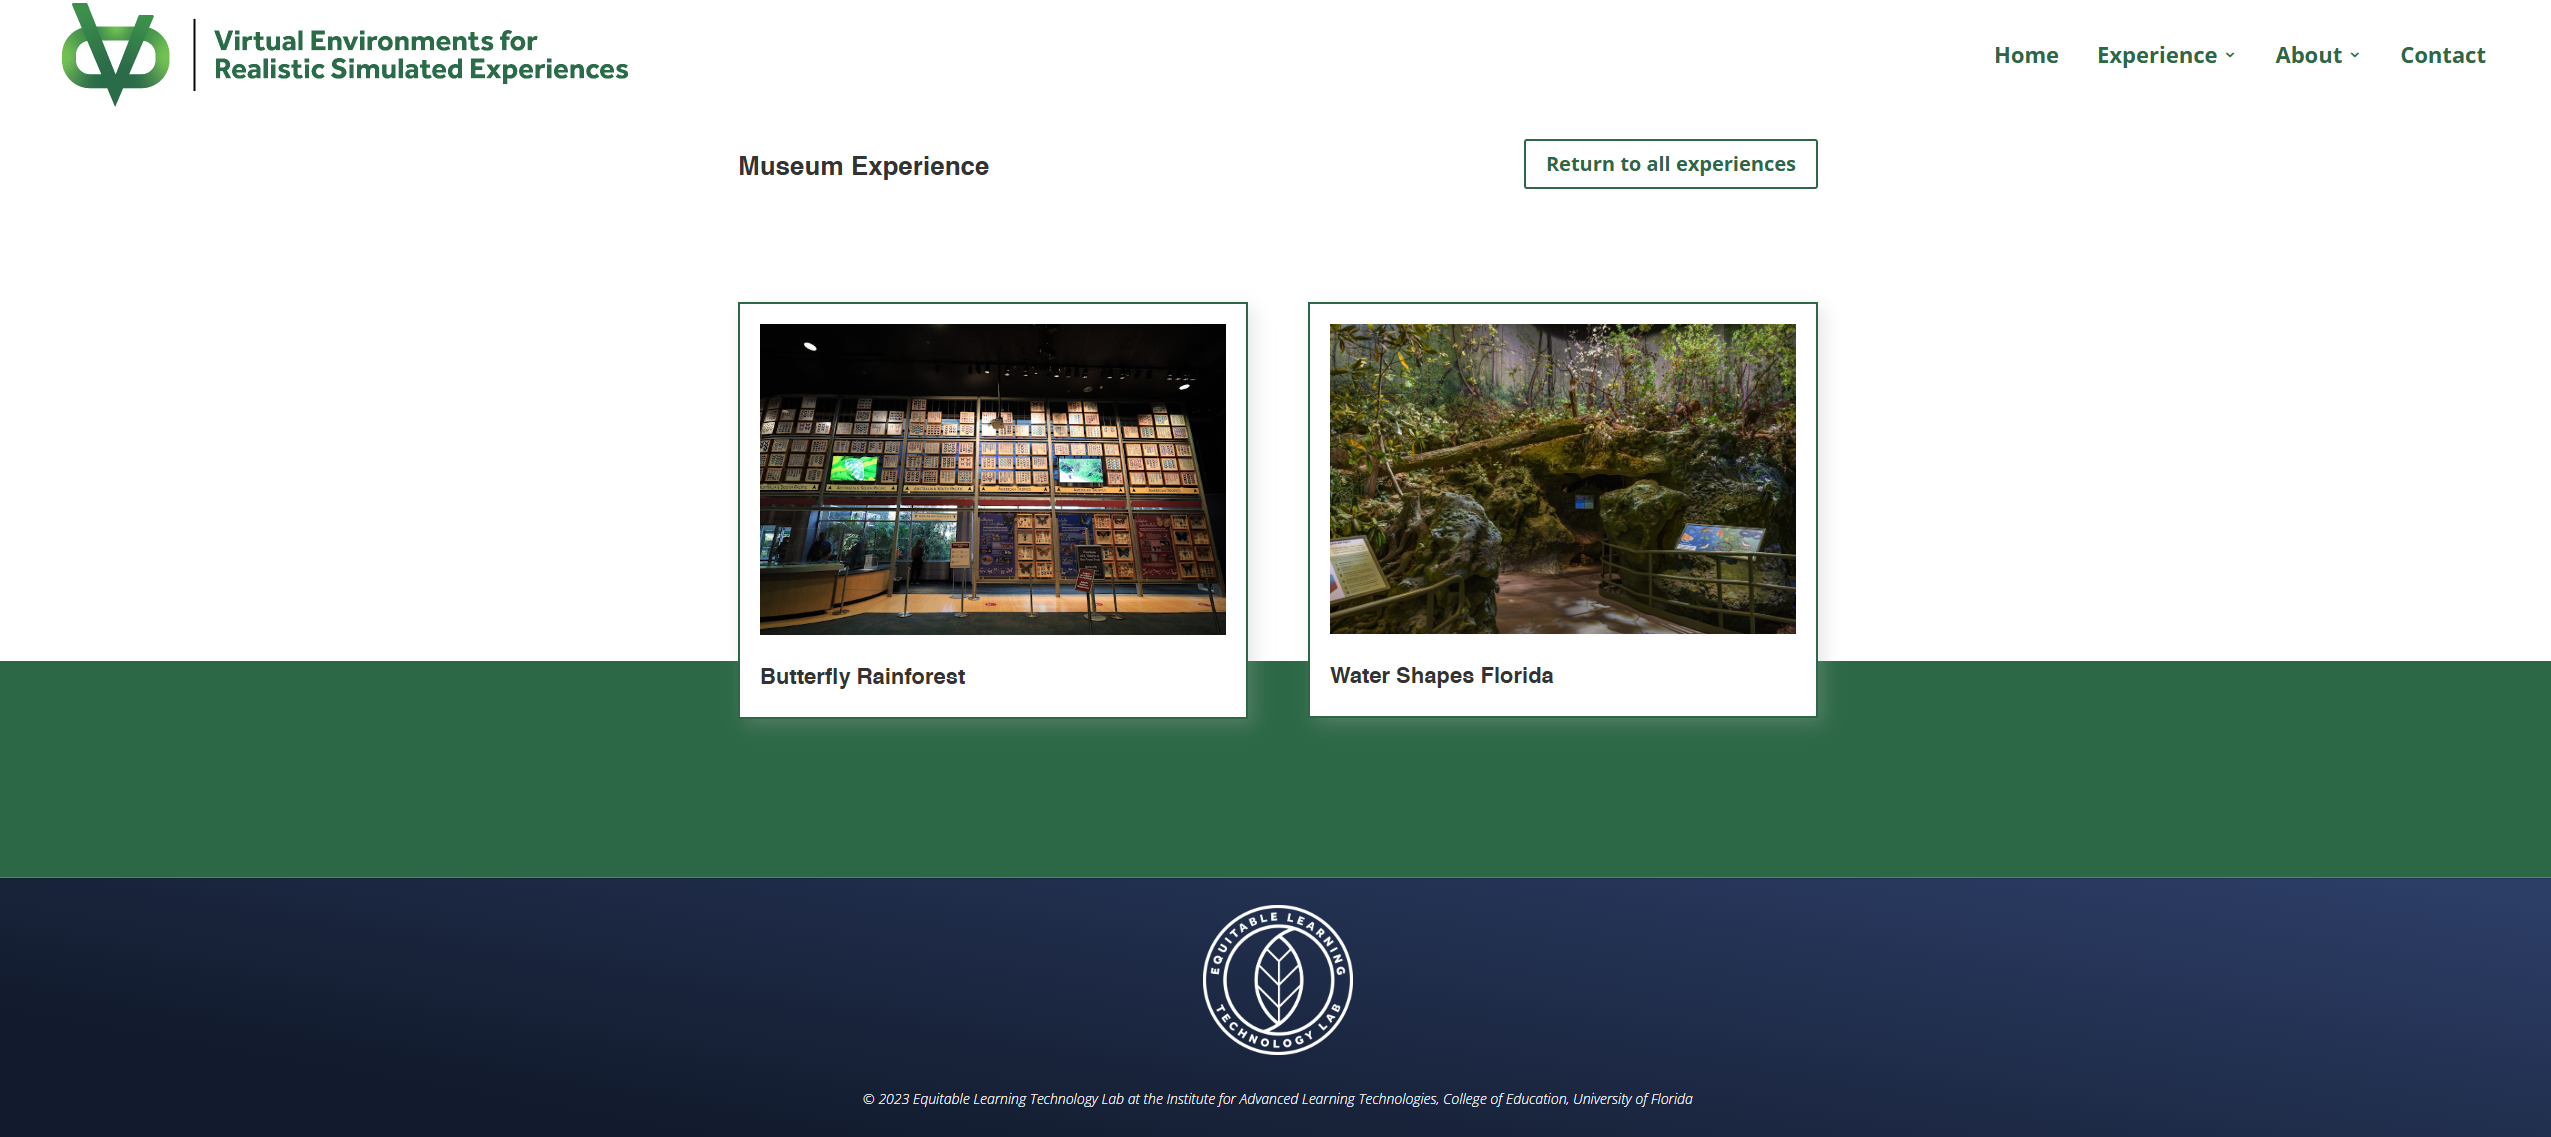 Virtual Environments for
Realistic Simulated Experiences
Home Experience About Contact
Museum Experience
Return to all experiences
Butterfly Rainforest
Water Shapes Florida
EQUITABLE LEARNING
TECHNOLOGY LAB
© 2023 Equitable Learning Technology Lab at the Institute for Advanced Learning Technologies, College of Education, University of Florida